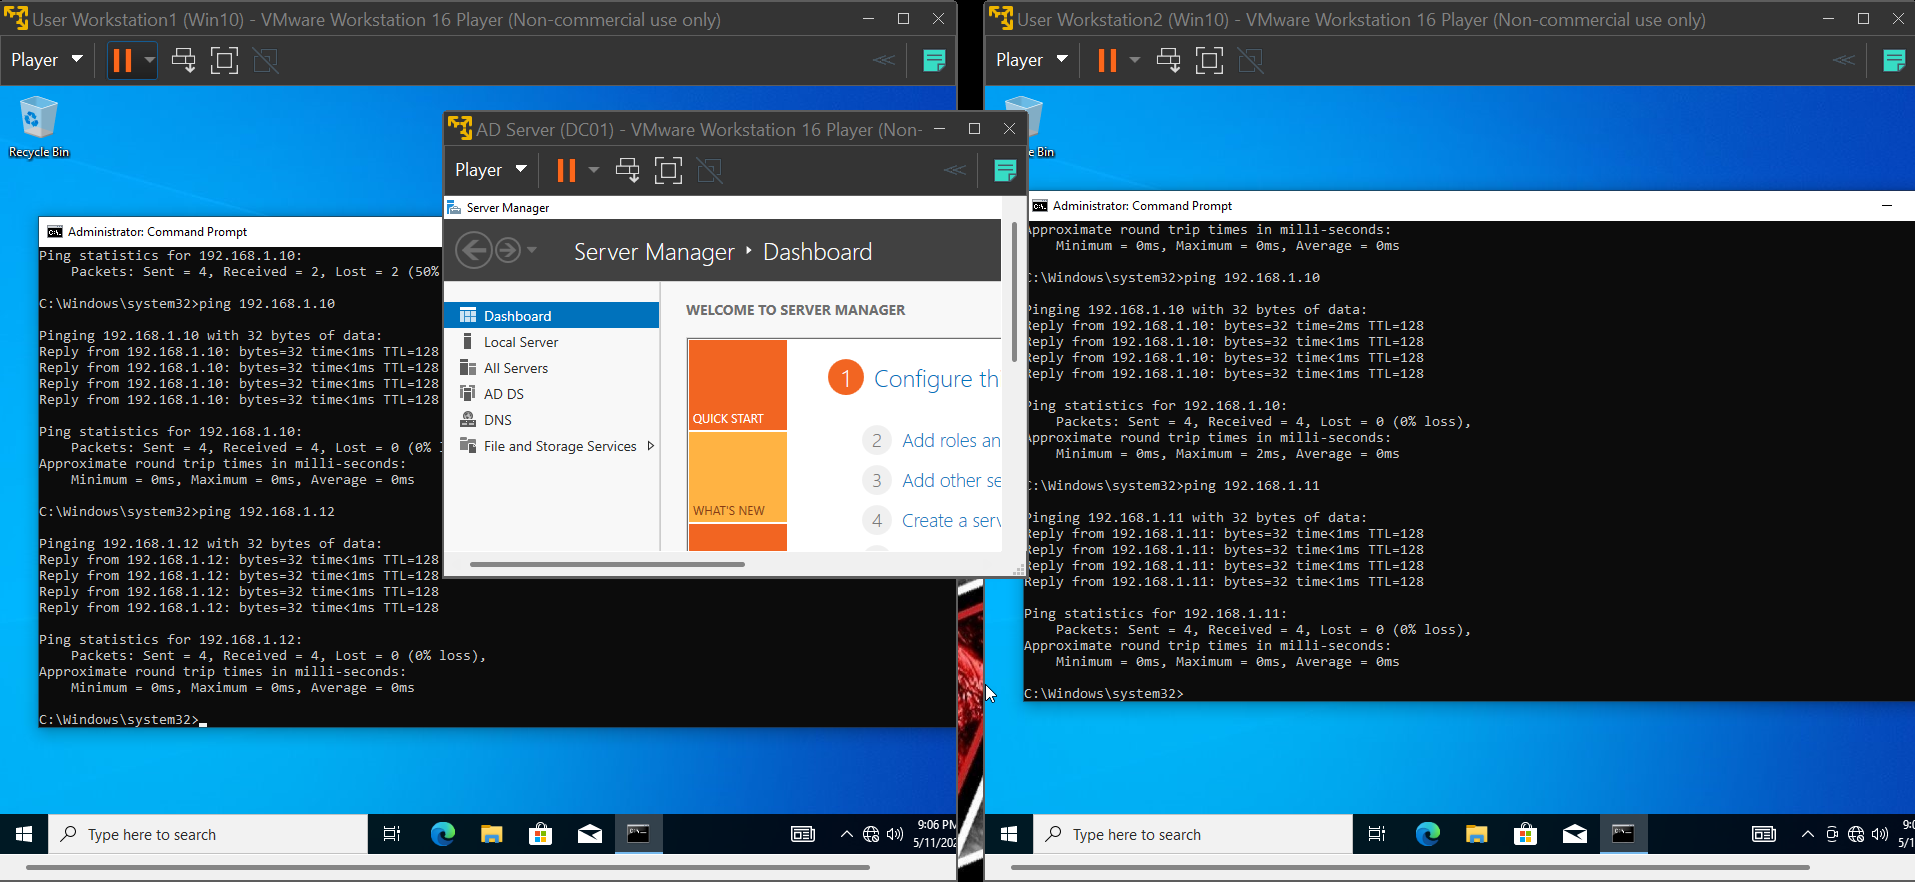 User Workstation1 (Win10) - VMware Workstation 16 Player (Non-commercial use only)
Player
Recycle Bin
Administrator: Command Prompt
Ping statistics for 192.168.1.10:
Packets: Sent = 4, Received = 2, Lost = 2 (50%
C:\Windows\system32>ping 192.168.1.10
Pinging 192.168.1.10 with 32 bytes of data:
Reply from 192.168.1.10: bytes=32 time<1ms TTL=128
Reply from 192.168.1.10: bytes=32 time<1ms TTL=128
Reply from 192.168.1.10: bytes=32 time<1ms TTL=128
Reply from 192.168.1.10: bytes=32 time<1ms TTL=128
Ping statistics for 192.168.1.10:
Packets: Sent = 4, Received = 4, Lost = 0 (0%
Approximate round trip times in milli-seconds:
Minimum = 0ms, Maximum = 0ms, Average = 0ms
C:\Windows\system32>ping 192.168.1.12
Pinging 192.168.1.12 with 32 bytes of data:
Reply from 192.168.1.12: bytes=32 time<1ms TTL=128
Reply from 192.168.1.12: bytes=32 time<1ms TTL=128
Reply from 192.168.1.12: bytes=32 time<1ms TTL=128
Reply from 192.168.1.12: bytes=32 time<1ms TTL=128
Ping statistics for 192.168.1.12:
Packets: Sent = 4, Received = 4, Lost = 0 (0% loss),
Approximate round trip times in milli-seconds:
Minimum = 0ms, Maximum = 0ms, Average = 0ms
C:\Windows\system32>
Type here to search
9:06 PM
5/11/202
AD Server (DC01) - VMware Workstation 16 Player (Non-
Player
Server Manager
Server Manager ‣ Dashboard
Dashboard
Local Server
All Servers
AD DS
DNS
File and Storage Services
WELCOME TO SERVER MANAGER
QUICK START
WHAT'S NEW
1 Configure th
2 Add roles an
3 Add other se
4 Create a serv
User Workstation2 (Win10) - VMware Workstation 16 Player (Non-commercial use only)
Player
e Bin
Administrator: Command Prompt
Approximate round trip times in milli-seconds:
Minimum = 0ms, Maximum = 0ms, Average = 0ms
C:\Windows\system32>ping 192.168.1.10
Pinging 192.168.1.10 with 32 bytes of data:
Reply from 192.168.1.10: bytes=32 time=2ms TTL=128
Reply from 192.168.1.10: bytes=32 time<1ms TTL=128
Reply from 192.168.1.10: bytes=32 time<1ms TTL=128
Reply from 192.168.1.10: bytes=32 time<1ms TTL=128
Ping statistics for 192.168.1.10:
Packets: Sent = 4, Received = 4, Lost = 0 (0% loss),
Approximate round trip times in milli-seconds:
Minimum = 0ms, Maximum = 2ms, Average = 0ms
C:\Windows\system32>ping 192.168.1.11
Pinging 192.168.1.11 with 32 bytes of data:
Reply from 192.168.1.11: bytes=32 time<1ms TTL=128
Reply from 192.168.1.11: bytes=32 time<1ms TTL=128
Reply from 192.168.1.11: bytes=32 time<1ms TTL=128
Reply from 192.168.1.11: bytes=32 time<1ms TTL=128
Ping statistics for 192.168.1.11:
Packets: Sent = 4, Received = 4, Lost = 0 (0% loss),
Approximate round trip times in milli-seconds:
Minimum = 0ms, Maximum = 0ms, Average = 0ms
C:\Windows\system32>
Type here to search
9:0
5/1